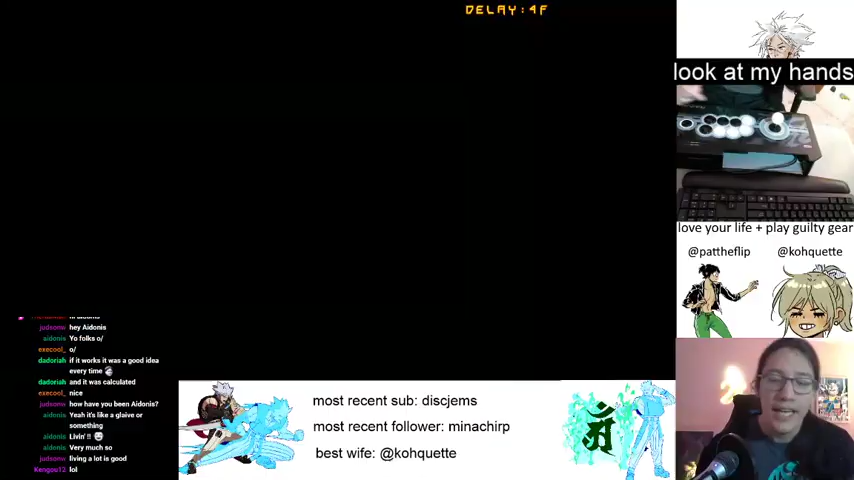 DELAY:4F
look at my hands
love your life + play guilty gear
@pattheflip
@kohquette
judsonw hey Aidonis
aidonis Yo folks o/
execool_ o/
dadoriah if it works it was a good idea
every time
dadoriah and it was calculated
execool_ nice
judsonw how have you been Aidonis?
aidonis Yeah it's like a glaive or
something
aidonis Livin'!!
aidonis Very much so
judsonw living a lot is good
Kengou12 lol
most recent sub: discjems
most recent follower: minachirp
best wife: @kohquette